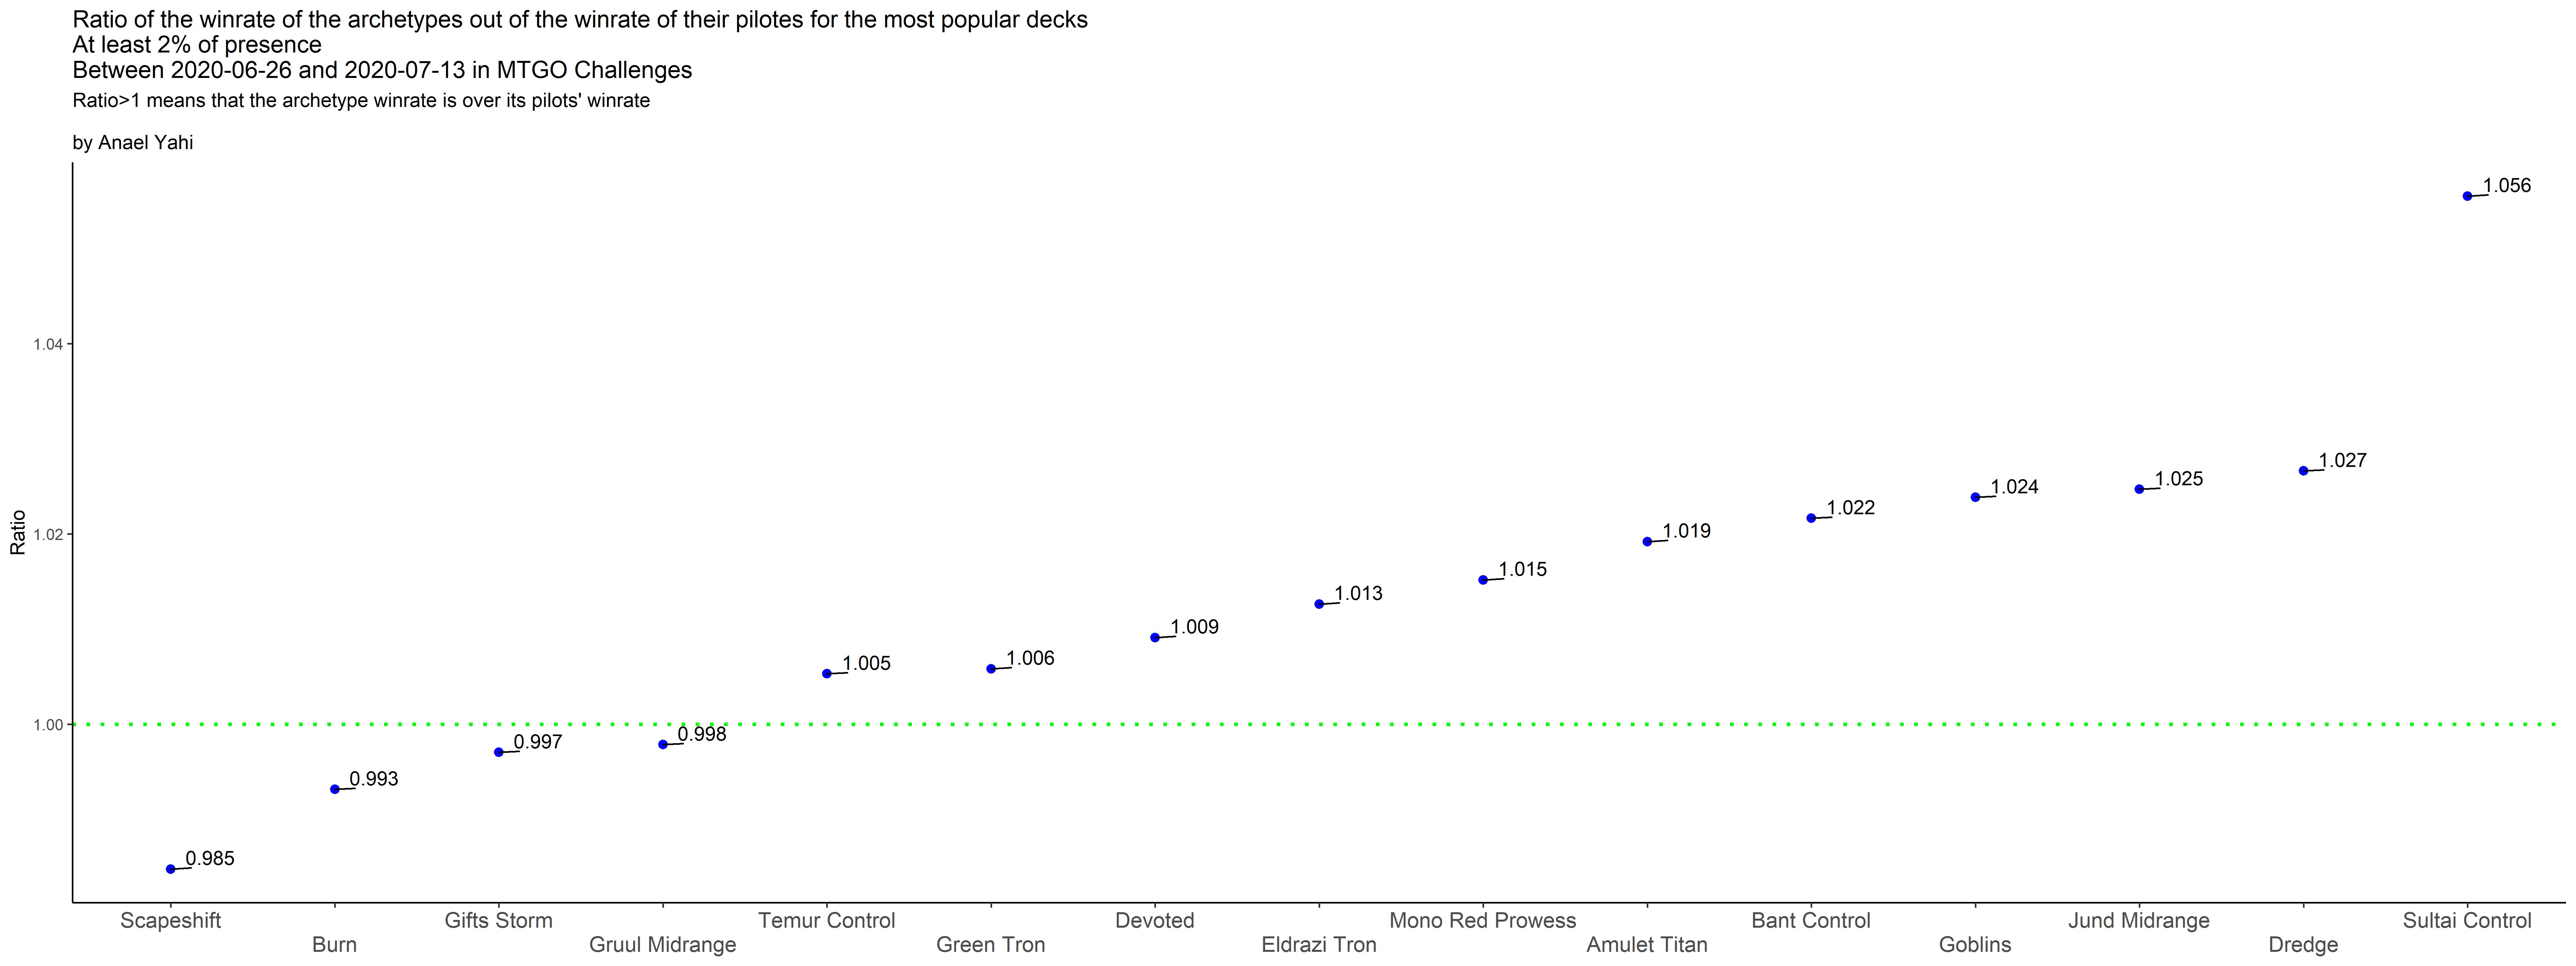 Ratio of the winrate of the archetypes out of the winrate of their pilotes for the most popular decks
At least 2% of presence
Between 2020-06-26 and 2020-07-13 in MTGO Challenges
Ratio>1 means that the archetype winrate is over its pilots' winrate
by Anael Yahi
Ratio
1.04
1.02
1.00
0.985
0.993
0.997
0.998
1.005
1.006
1.009
1.013
1.015
1.019
1.022
1.024
1.025
1.027
1.056
Scapeshift
Burn
Gifts Storm
Gruul Midrange
Temur Control
Green Tron
Devoted
Eldrazi Tron
Mono Red Prowess
Amulet Titan
Bant Control
Goblins
Jund Midrange
Dredge
Sultai Control